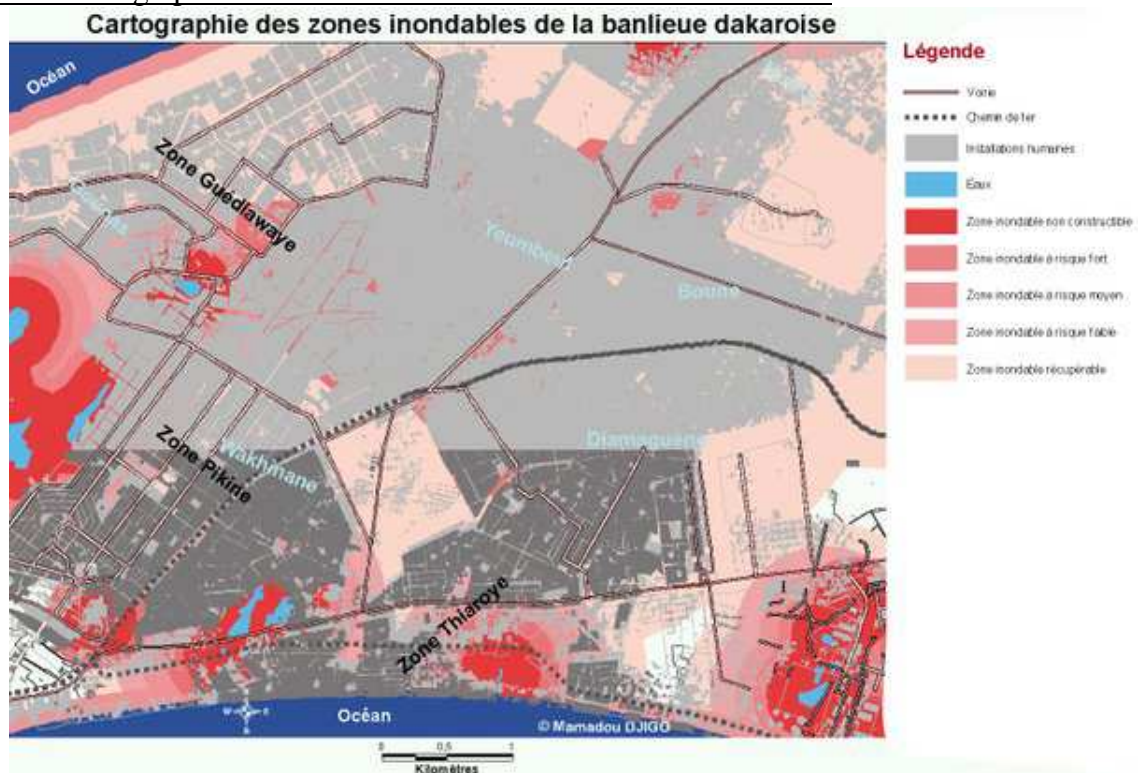 Cartographie des zones inondables de la banlieue dakaroise
Océan
Légende
Voirie
Chemin de fer
Installations humaines
Eaux
Zone inondable non constructible
Zone inondable à risque fort
Zone inondable à risque moyen
Zone inondable à risque faible
Zone inondable récupérable
Zone Guédiawaye
Yeumbeul
Boune
Diamaguene
Wakhinane
Zone Pikine
Zone Thiaroye
Océan
© Mamadou DJIGO
0 0,5 1
Kilomètres